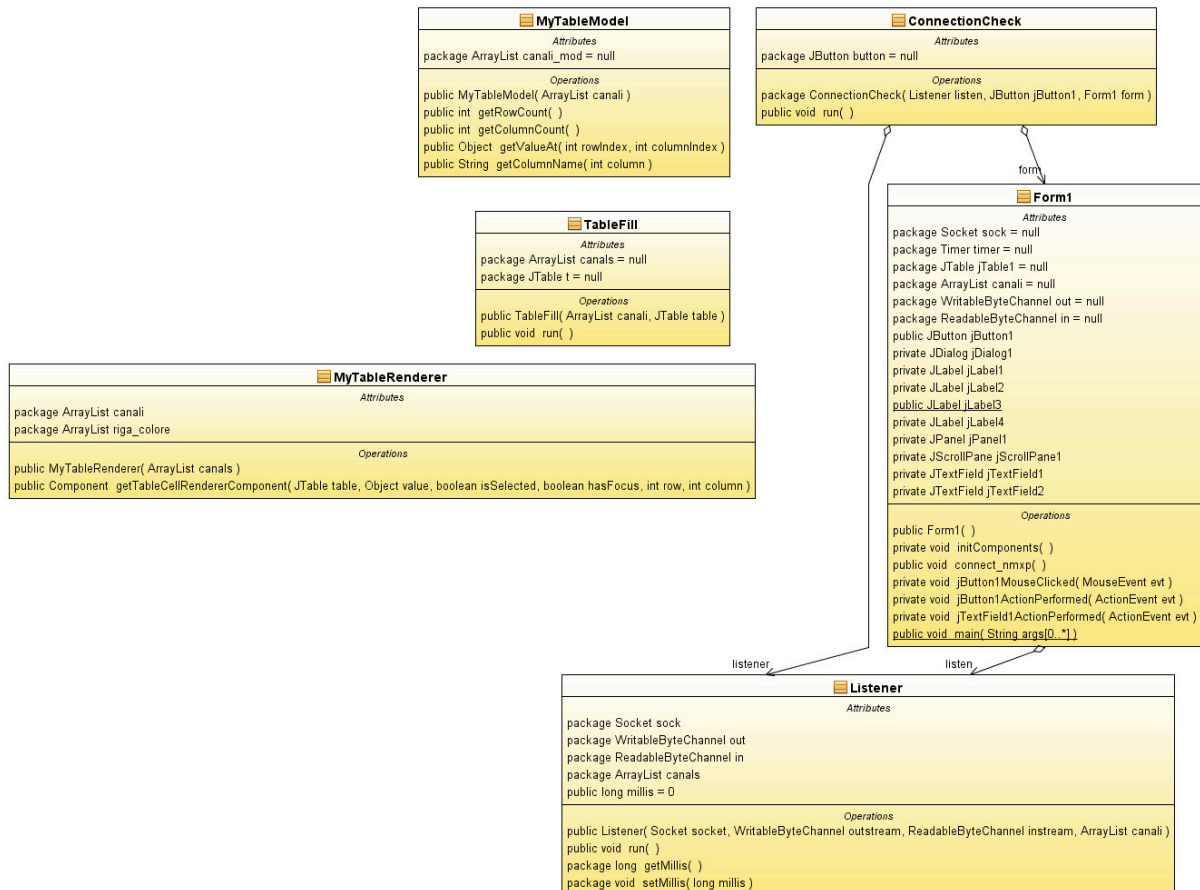 MyTableModel
Attributes
package ArrayList canali_mod = null
Operations
public MyTableModel( ArrayList canali )
public int getRowCount( )
public int getColumnCount( )
public Object getValueAt( int rowIndex, int columnIndex )
public String getColumnName( int column )
ConnectionCheck
Attributes
package JButton button = null
Operations
package ConnectionCheck( Listener listen, JButton jButton1, Form1 form )
public void run( )
form
TableFill
Attributes
package ArrayList canals = null
package JTable t = null
Operations
public TableFill( ArrayList canali, JTable table )
public void run( )
Form1
Attributes
package Socket sock = null
package Timer timer = null
package JTable jTable1 = null
package ArrayList canali = null
package WritableByteChannel out = null
package ReadableByteChannel in = null
public JButton jButton1
private JDialog jDialog1
private JLabel jLabel1
private JLabel jLabel2
public JLabel jLabel3
private JLabel jLabel4
private JPanel jPanel1
private JScrollPane jScrollPane1
private JTextField jTextField1
private JTextField jTextField2
Operations
public Form1( )
private void initComponents( )
public void connect_nmxp( )
private void jButton1MouseClicked( MouseEvent evt )
private void jButton1ActionPerformed( ActionEvent evt )
private void jTextField1ActionPerformed( ActionEvent evt )
public void main( String args[0..*] )
MyTableRenderer
Attributes
package ArrayList canali
package ArrayList riga_colore
Operations
public MyTableRenderer( ArrayList canals )
public Component getTableCellRendererComponent( JTable table, Object value, boolean isSelected, boolean hasFocus, int row, int column )
listener
listen
Listener
Attributes
package Socket sock
package WritableByteChannel out
package ReadableByteChannel in
package ArrayList canals
public long millis = 0
Operations
public Listener( Socket socket, WritableByteChannel outstream, ReadableByteChannel instream, ArrayList canali )
public void run( )
package long getMillis( )
package void setMillis( long millis )